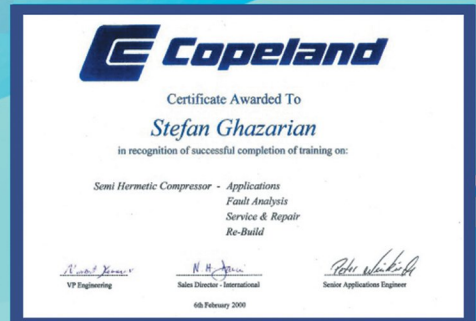 Copeland
Certificate Awarded To
Stefan Ghazarian
in recognition of successful completion of training on:
Semi Hermetic Compressor - Applications
Fault Analysis
Service & Repair
Re-Build
VP Engineering
Sales Director - International
Senior Applications Engineer
6th February 2000